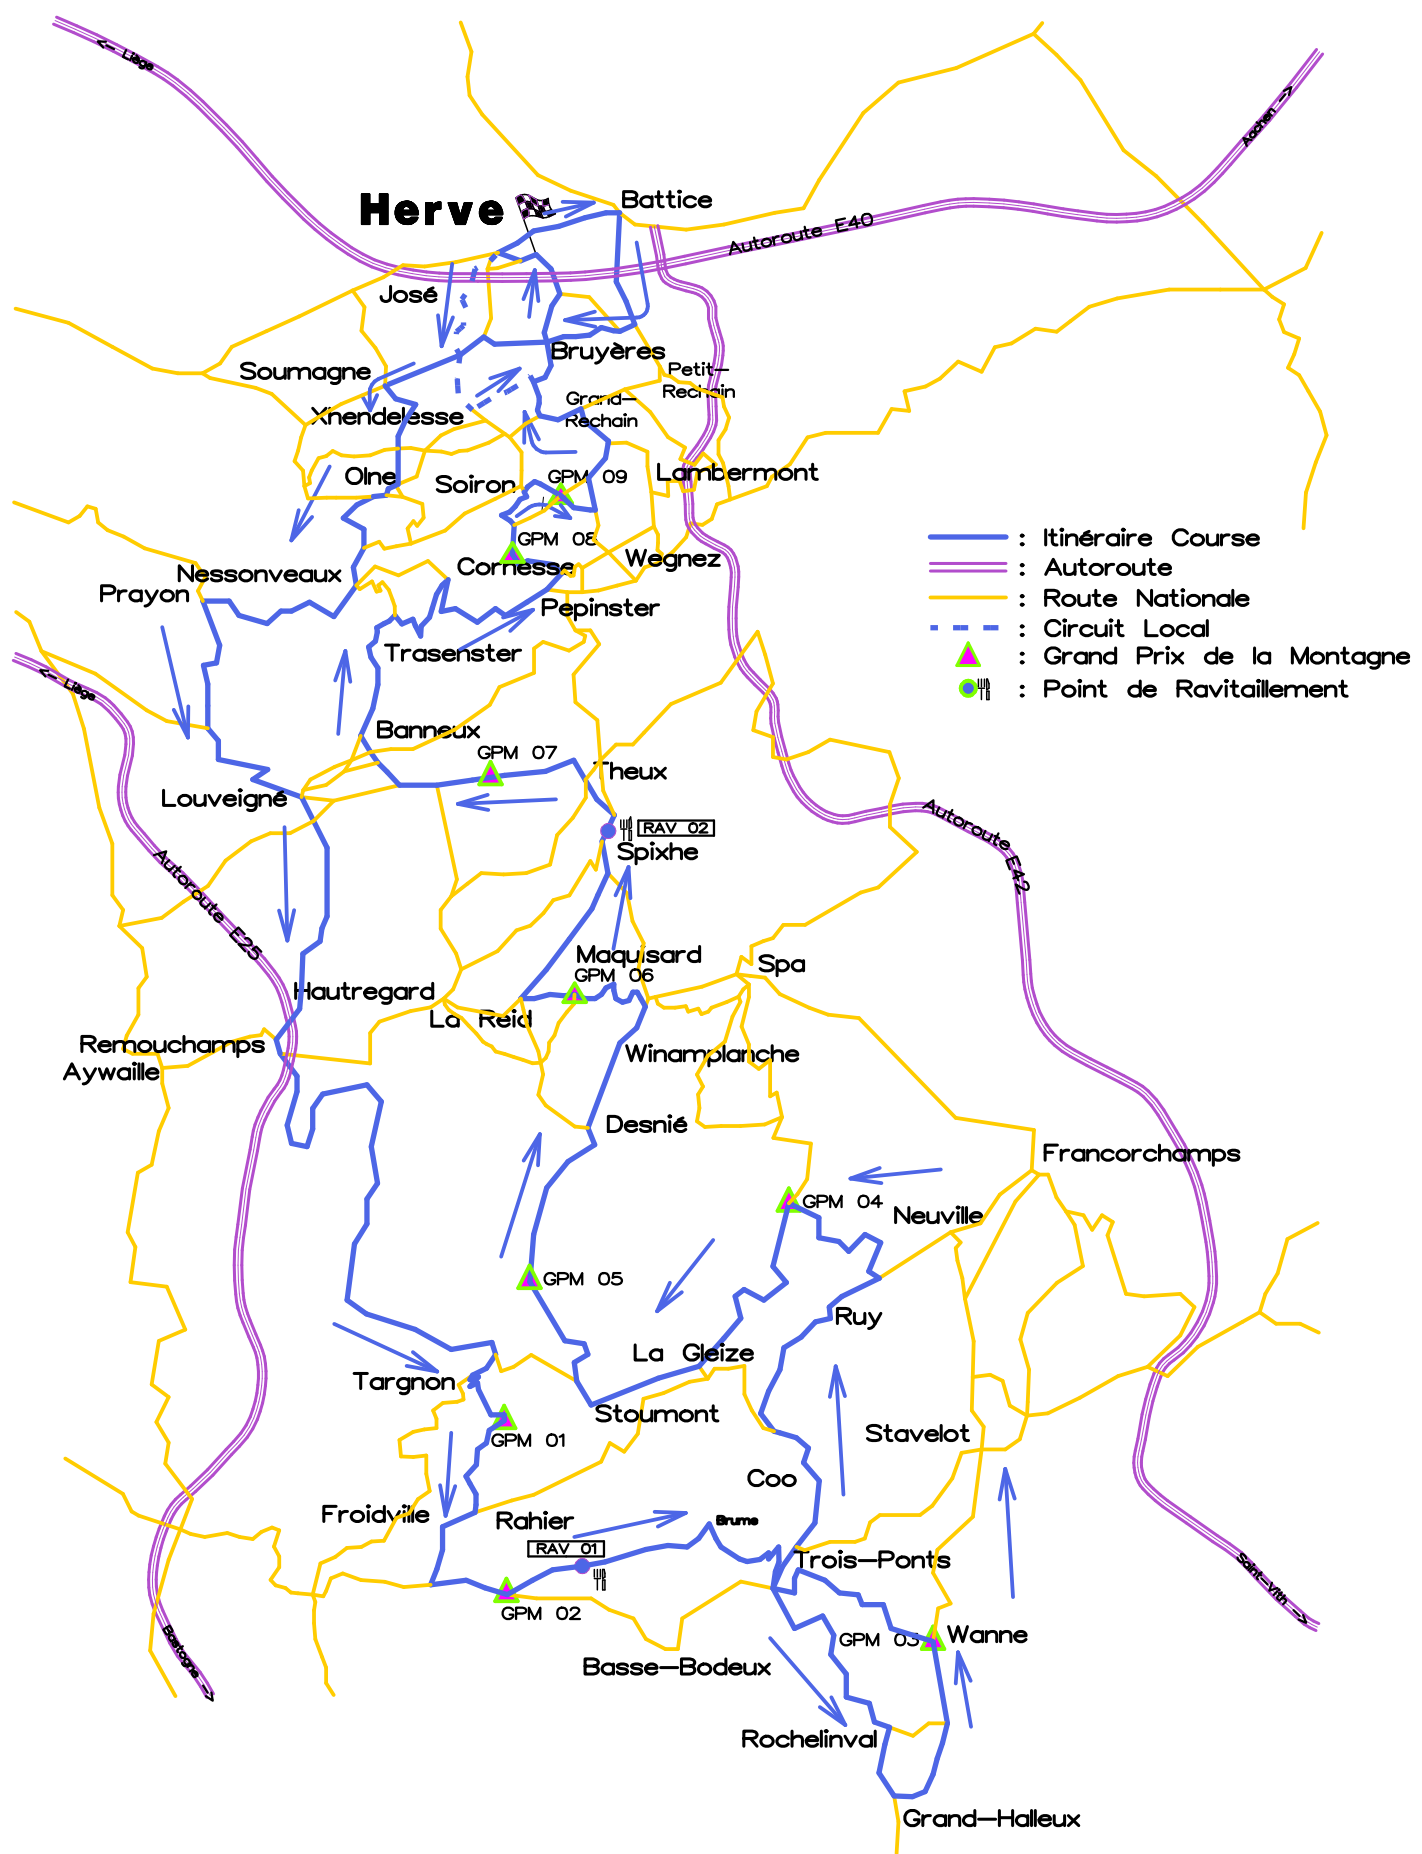 <— Liège
Aachen —>
Herve
Battice
Autoroute E40
José
Bruyères
Soumagne
Petit—
Rechain
Grand—
Rechain
Xhendelesse
Olne
Soiron
GPM 09
Lambermont
GPM 08
: Itinéraire Course
: Autoroute
: Route Nationale
: Circuit Local
: Grand Prix de la Montagne
: Point de Ravitaillement
Cornesse
Wegnez
Nessonveaux
Prayon
Pepinster
Trasenster
<— Liège
Banneux
GPM 07
Theux
Louveigné
RAV 02
Spixhe
Autoroute E42
Autoroute E25
Maquisard
GPM 06
Spa
Hautregard
La Reid
Remouchamps
Winamplanche
Aywaille
Desnié
Francorchamps
GPM 04
Neuville
GPM 05
Ruy
La Gleize
Targnon
Stoumont
GPM 01
Stavelot
Coo
Froidville
Rahier
Brume
RAV 01
Trois—Ponts
Saint—Vith —>
GPM 02
GPM 03
Wanne
Basse—Bodeux
Bastogne —>
Rochelinval
Grand—Halleux